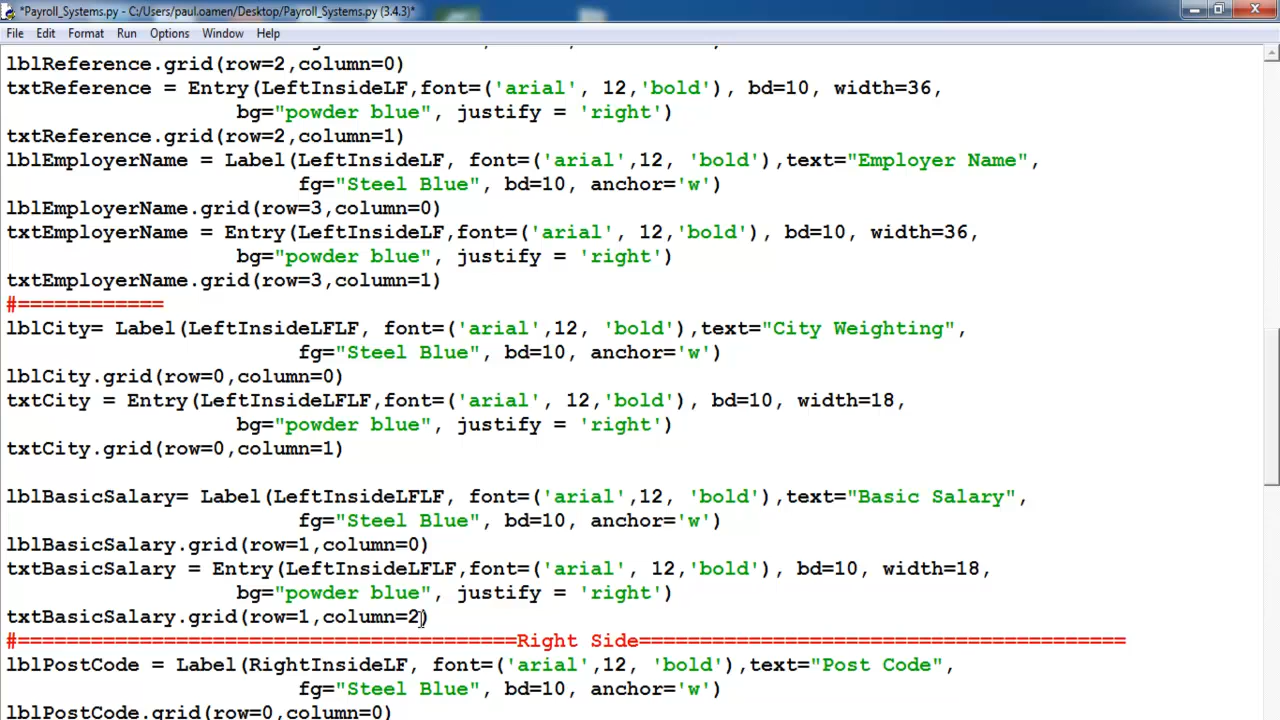 *Payroll_Systems.py - C:/Users/paul.oamen/Desktop/Payroll_Systems.py (3.4.3)*
File Edit Format Run Options Window Help
lblReference.grid(row=2,column=0)
txtReference = Entry(LeftInsideLF,font=('arial', 12,'bold'), bd=10, width=36,
bg="powder blue", justify = 'right')
txtReference.grid(row=2,column=1)
lblEmployerName = Label(LeftInsideLF, font=('arial',12, 'bold'),text="Employer Name",
fg="Steel Blue", bd=10, anchor='w')
lblEmployerName.grid(row=3,column=0)
txtEmployerName = Entry(LeftInsideLF,font=('arial', 12,'bold'), bd=10, width=36,
bg="powder blue", justify = 'right')
txtEmployerName.grid(row=3,column=1)
#============
lblCity= Label(LeftInsideLFLF, font=('arial',12, 'bold'),text="City Weighting",
fg="Steel Blue", bd=10, anchor='w')
lblCity.grid(row=0,column=0)
txtCity = Entry(LeftInsideLFLF,font=('arial', 12,'bold'), bd=10, width=18,
bg="powder blue", justify = 'right')
txtCity.grid(row=0,column=1)
lblBasicSalary= Label(LeftInsideLFLF, font=('arial',12, 'bold'),text="Basic Salary",
fg="Steel Blue", bd=10, anchor='w')
lblBasicSalary.grid(row=1,column=0)
txtBasicSalary = Entry(LeftInsideLFLF,font=('arial', 12,'bold'), bd=10, width=18,
bg="powder blue", justify = 'right')
txtBasicSalary.grid(row=1,column=2)
#=========================================Right Side========================================
lblPostCode = Label(RightInsideLF, font=('arial',12, 'bold'),text="Post Code",
fg="Steel Blue", bd=10, anchor='w')
lblPostCode.grid(row=0,column=0)